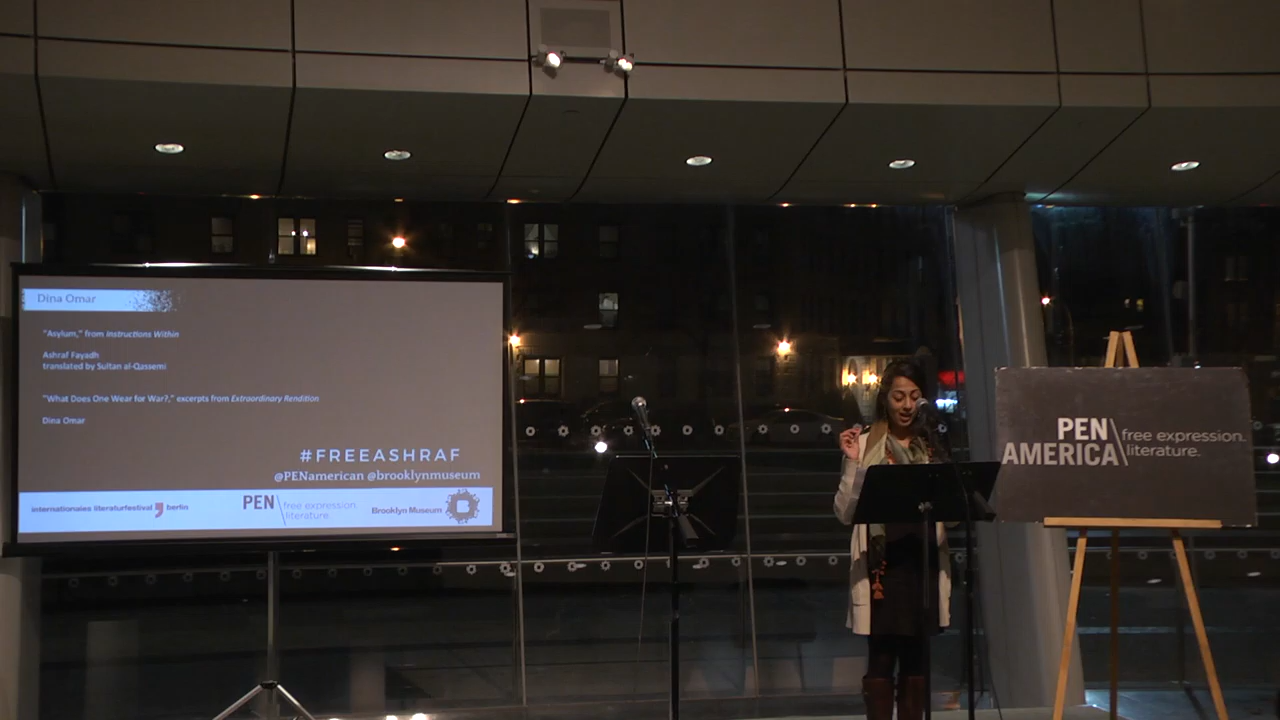 Dina Omar
"Asylum," from Instructions Within
Ashraf Fayadh
translated by Sultan al-Qassemi
"What Does One Wear for War?," excerpts from Extraordinary Rendition
Dina Omar
#FREEASHRAF
@PENamerican @brooklynmuseum
internationales literaturfestival berlin
PEN
free expression.
literature.
Brooklyn Museum
PEN
AMERICA
free expression.
literature.